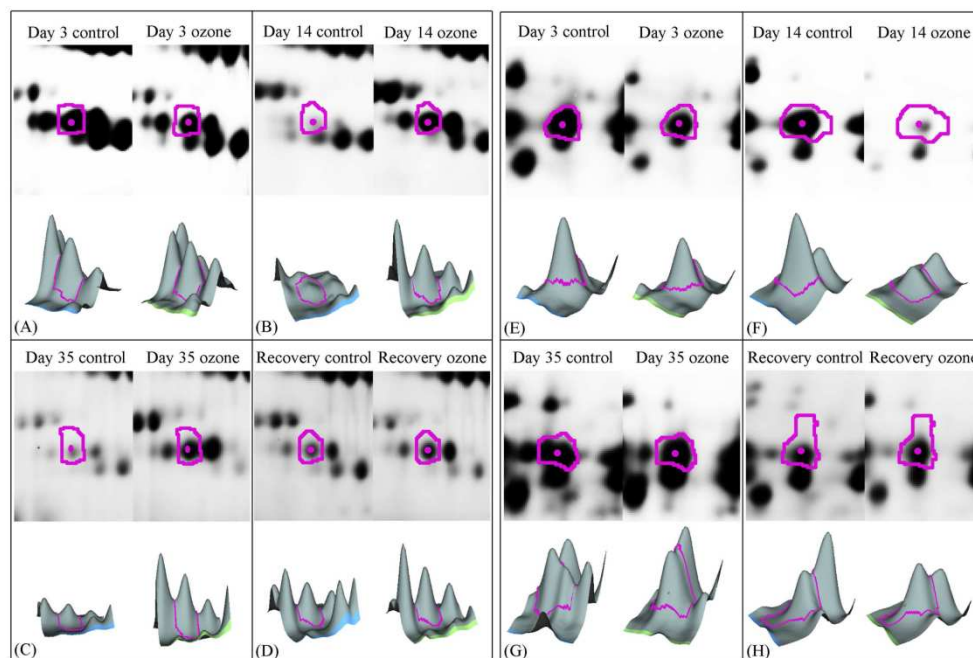 Day 3 control Day 3 ozone Day 14 control Day 14 ozone
(A) (B)
Day 35 control Day 35 ozone Recovery control Recovery ozone
(C) (D)
Day 3 control Day 3 ozone Day 14 control Day 14 ozone
(E) (F)
Day 35 control Day 35 ozone Recovery control Recovery ozone
(G) (H)